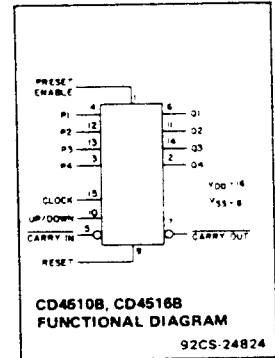 PRESET
ENABLE
1
P1 4 6 Q1
P2 12 11 Q2
P3 13 14 Q3
P4 3 2 Q4
VDD = 16
CLOCK 15
VSS = 8
UP/DOWN 10
CARRY IN 5 7 CARRY OUT
RESET 9
CD4510B, CD4516B
FUNCTIONAL DIAGRAM
92CS-24824